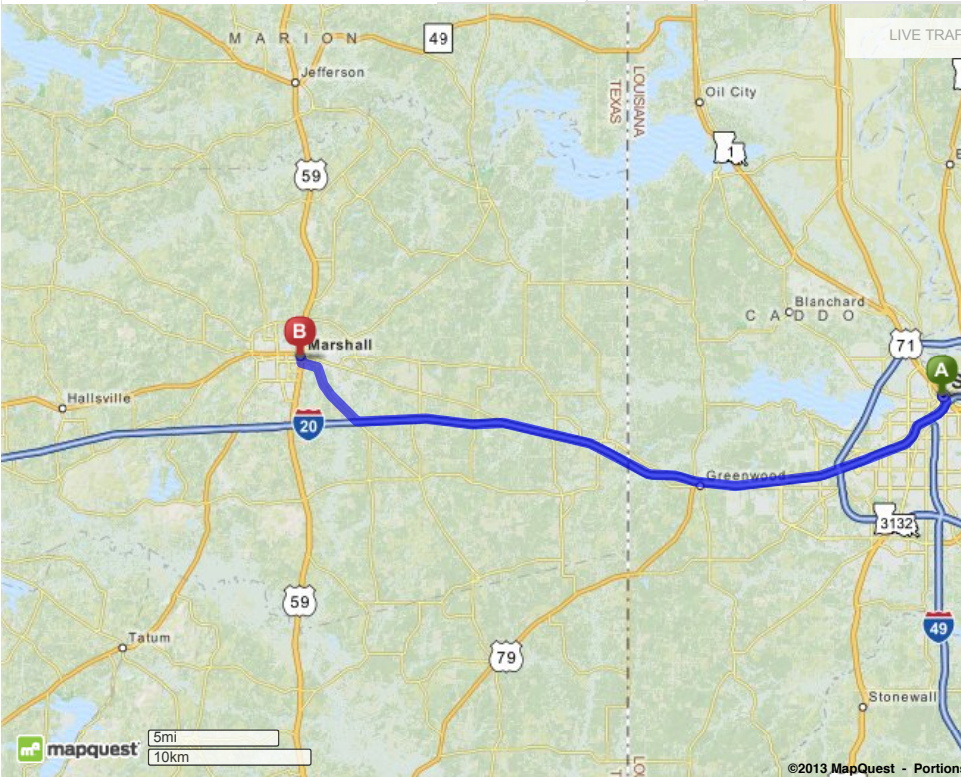 MARION
49
LIVE TRAF
Jefferson
LOUISIANA
TEXAS
Oil City
1
59
Blanchard
CADDO
71
B
Marshall
A
S
Hallsville
20
Greenwood
3132
59
49
Tatum
79
Stonewall
mapquest
5mi
10km
©2013 MapQuest - Portions